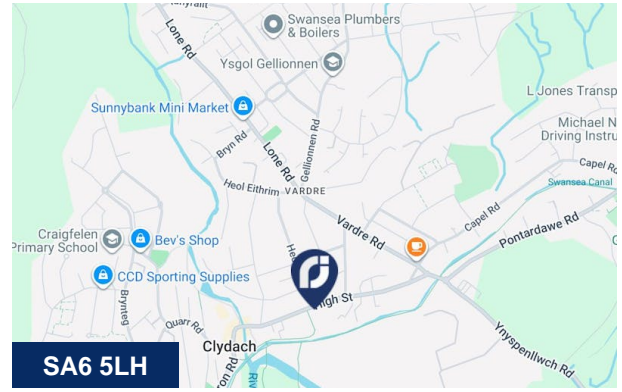 Swansea Plumbers
& Boilers
Lone Rd
Ysgol Gellionnen
L Jones Transp
Sunnybank Mini Market
Michael N
Driving Instru
Bryn Rd
Lone Rd
Gellionnen Rd
Capel Rd
Swansea Canal
Heol Eithrim
VARDRE
Vardre Rd
Capel Rd
Pontardawe Rd
Craigfelen
Primary School
Bev's Shop
CCD Sporting Supplies
Brynteg
High St
Quarr Rd
Clydach
Ynyspenllwch Rd
SA6 5LH